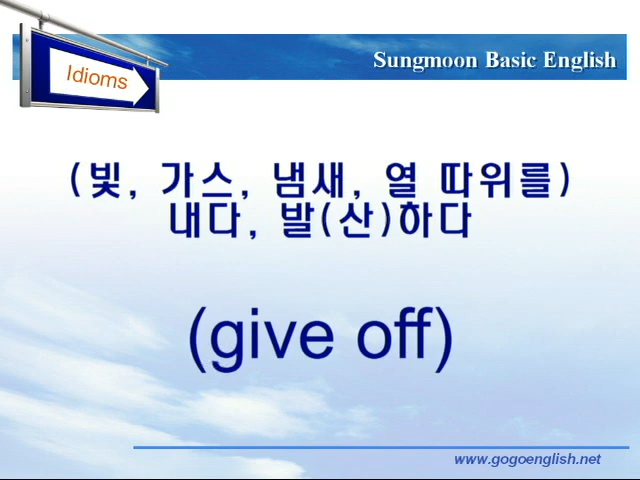 Idioms
Sungmoon Basic English
(빛, 가스, 냄새, 열 따위를)
내다, 발(산)하다
(give off)
www.gogoenglish.net